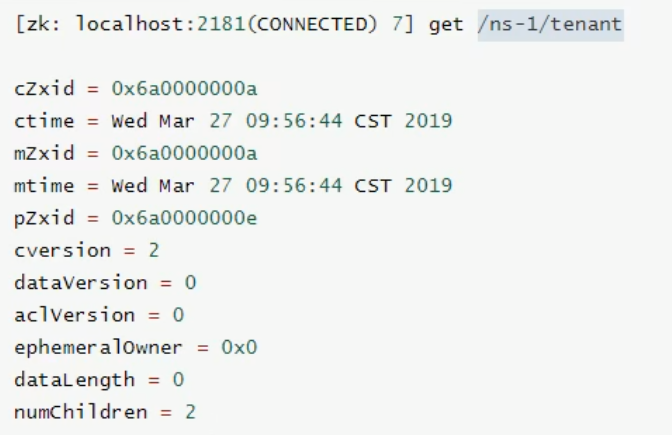 [zk: localhost:2181(CONNECTED) 7] get /ns-1/tenant
cZxid = 0x6a0000000a
ctime = Wed Mar 27 09:56:44 CST 2019
mZxid = 0x6a0000000a
mtime = Wed Mar 27 09:56:44 CST 2019
pZxid = 0x6a0000000e
cversion = 2
dataVersion = 0
aclVersion = 0
ephemeralOwner = 0x0
dataLength = 0
numChildren = 2